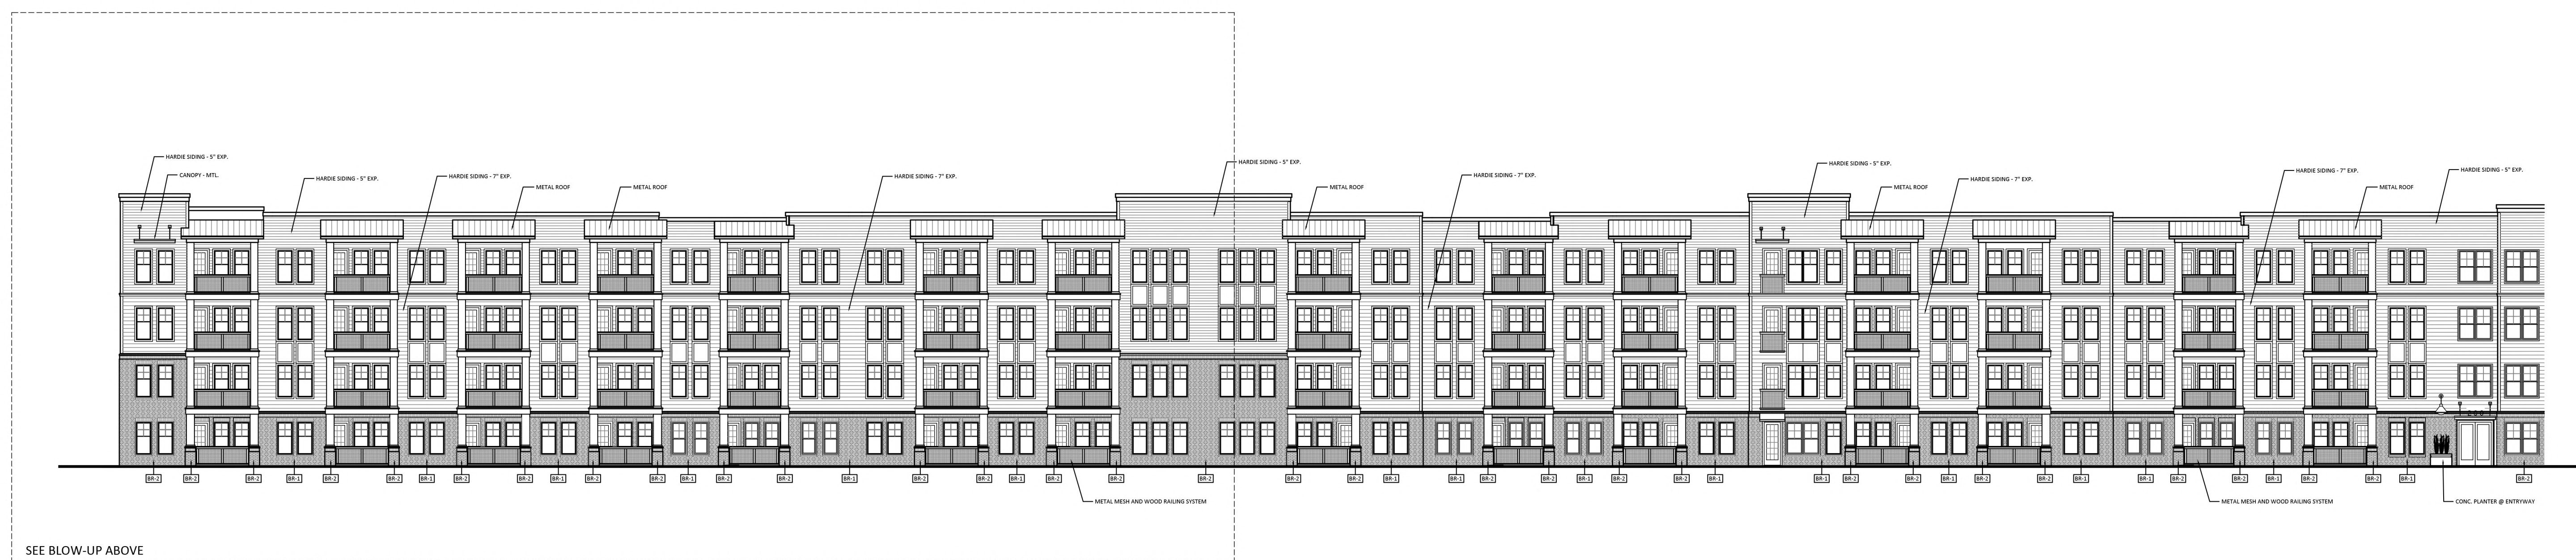 HARDIE SIDING - 5" EXP.
CANOPY - MTL.
HARDIE SIDING - 5" EXP.
HARDIE SIDING - 7" EXP.
METAL ROOF
METAL ROOF
HARDIE SIDING - 7" EXP.
HARDIE SIDING - 5" EXP.
METAL ROOF
HARDIE SIDING - 7" EXP.
HARDIE SIDING - 5" EXP.
METAL ROOF
HARDIE SIDING - 7" EXP.
HARDIE SIDING - 7" EXP.
METAL ROOF
HARDIE SIDING - 5" EXP.
BR-2 BR-2 BR-2 BR-1 BR-2 BR-2 BR-1 BR-2 BR-2 BR-1 BR-2 BR-2 BR-1 BR-2 BR-2 BR-1 BR-2 BR-2 BR-1 BR-2 BR-2 BR-2 BR-2 BR-2 BR-1 BR-1 BR-2 BR-2 BR-1 BR-2 BR-2 BR-1 BR-1 BR-2 BR-2 BR-1 BR-2 BR-2 BR-1 BR-1 BR-2 BR-2 BR-1 BR-2 BR-2 BR-1 BR-2
METAL MESH AND WOOD RAILING SYSTEM
METAL MESH AND WOOD RAILING SYSTEM
CONC. PLANTER @ ENTRYWAY
SEE BLOW-UP ABOVE